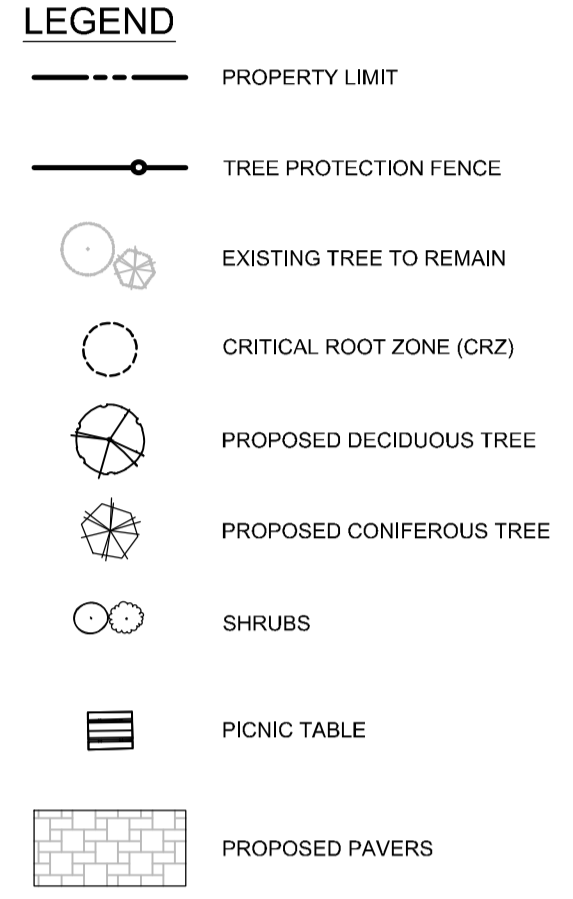 LEGEND
PROPERTY LIMIT
TREE PROTECTION FENCE
EXISTING TREE TO REMAIN
CRITICAL ROOT ZONE (CRZ)
PROPOSED DECIDUOUS TREE
PROPOSED CONIFEROUS TREE
SHRUBS
PICNIC TABLE
PROPOSED PAVERS